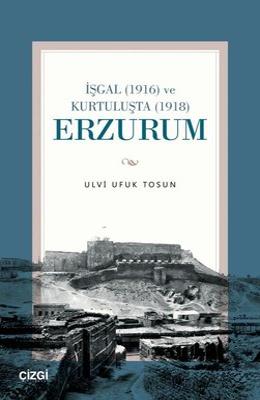 İŞGAL (1916) ve
KURTULUŞTA (1918)
ERZURUM
ULVİ UFUK TOSUN
ÇİZGİ